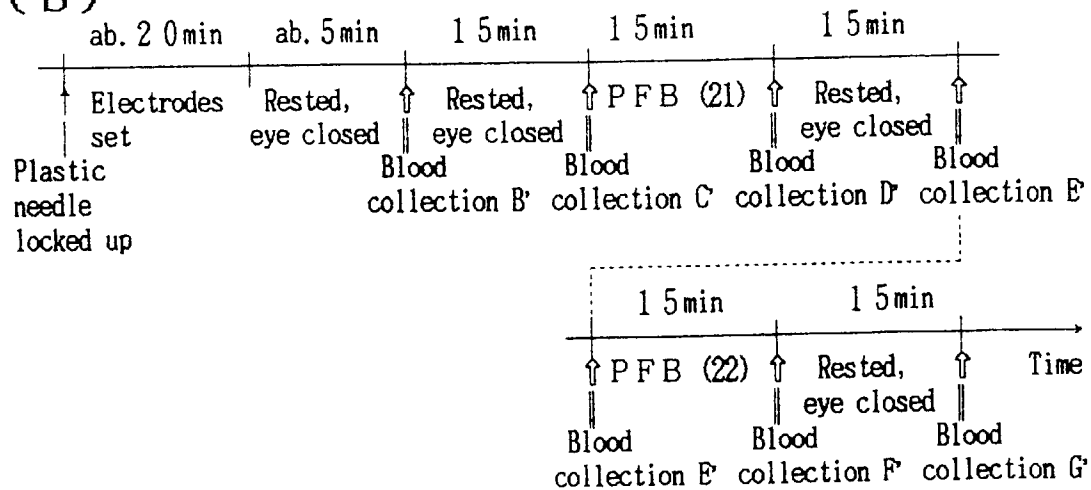 (B)
ab. 20min ab. 5min 15min 15min 15min
Electrodes Rested, Rested, PFB (21) Rested,
set eye closed eye closed eye closed
Plastic Blood Blood Blood Blood
needle collection B' collection C' collection D' collection E'
locked up
15min 15min
PFB (22) Rested, Time
eye closed
Blood Blood Blood
collection E' collection F' collection G'